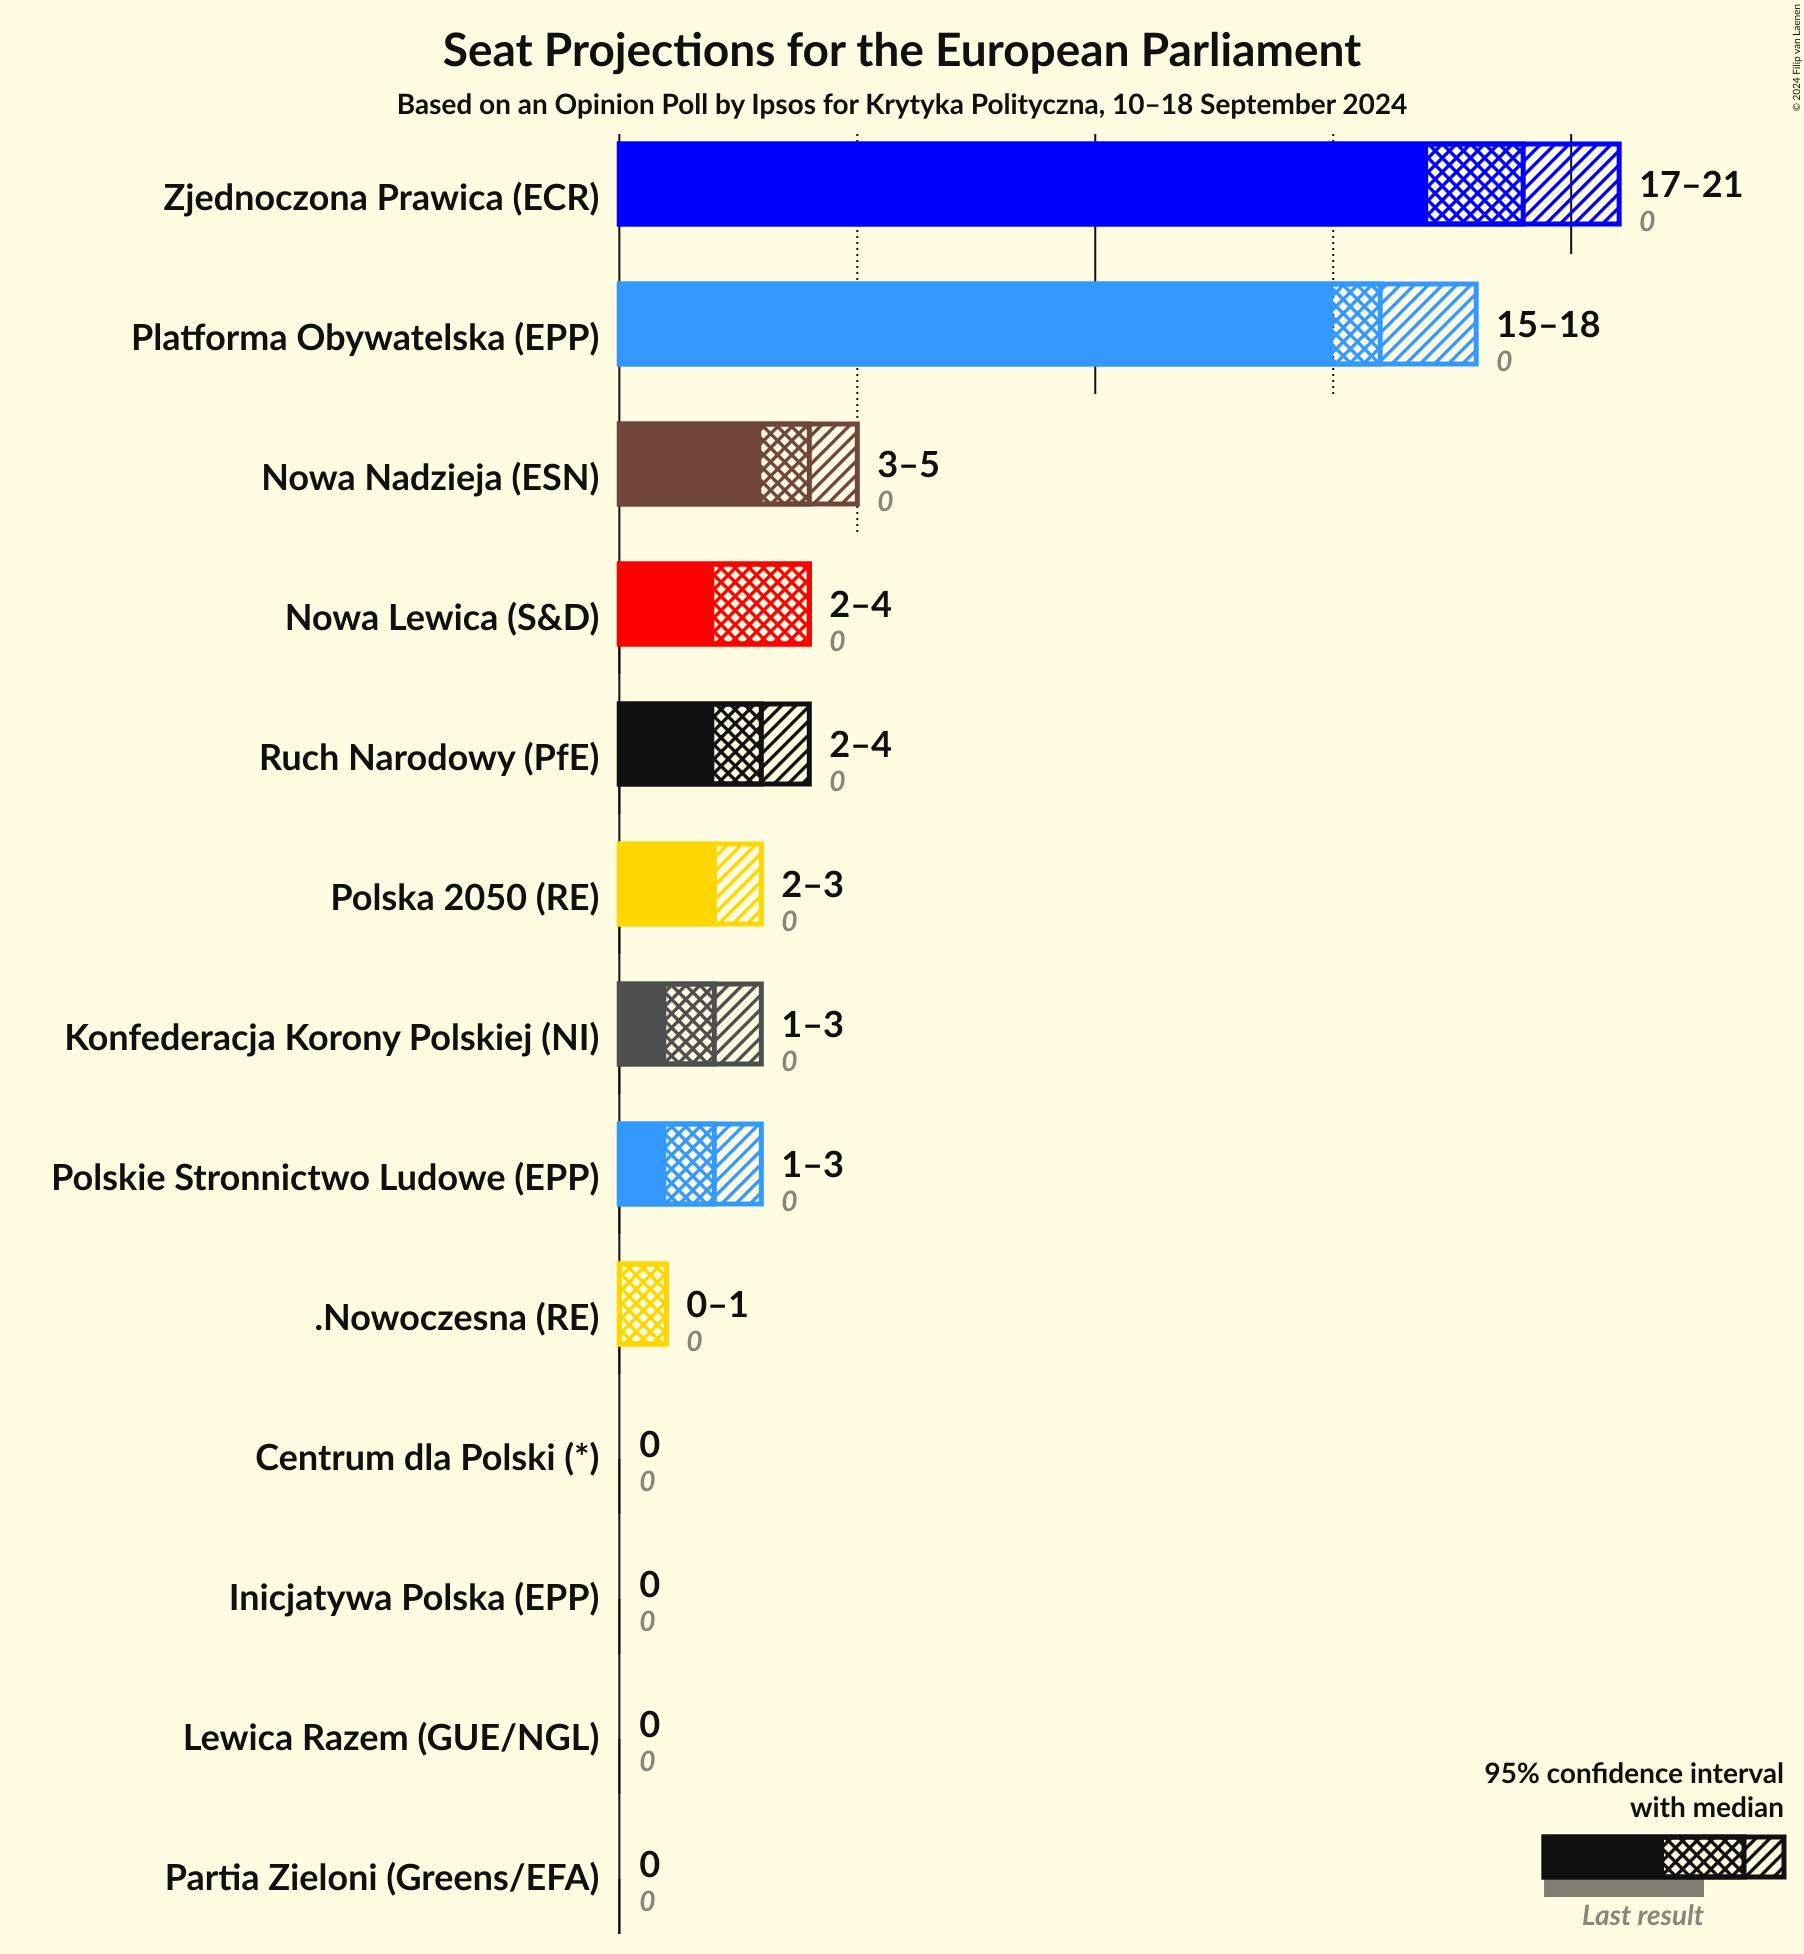 Seat Projections for the European Parliament
Based on an Opinion Poll by Ipsos for Krytyka Polityczna, 10–18 September 2024
© 2024 Filip van Laenen
Zjednoczona Prawica (ECR)
17–21
0
Platforma Obywatelska (EPP)
15–18
0
Nowa Nadzieja (ESN)
3–5
0
Nowa Lewica (S&D)
2–4
0
Ruch Narodowy (PfE)
2–4
0
Polska 2050 (RE)
2–3
0
Konfederacja Korony Polskiej (NI)
1–3
0
Polskie Stronnictwo Ludowe (EPP)
1–3
0
.Nowoczesna (RE)
0–1
0
Centrum dla Polski (*)
0
0
Inicjatywa Polska (EPP)
0
0
Lewica Razem (GUE/NGL)
0
0
Partia Zieloni (Greens/EFA)
0
0
95% confidence interval
with median
Last result